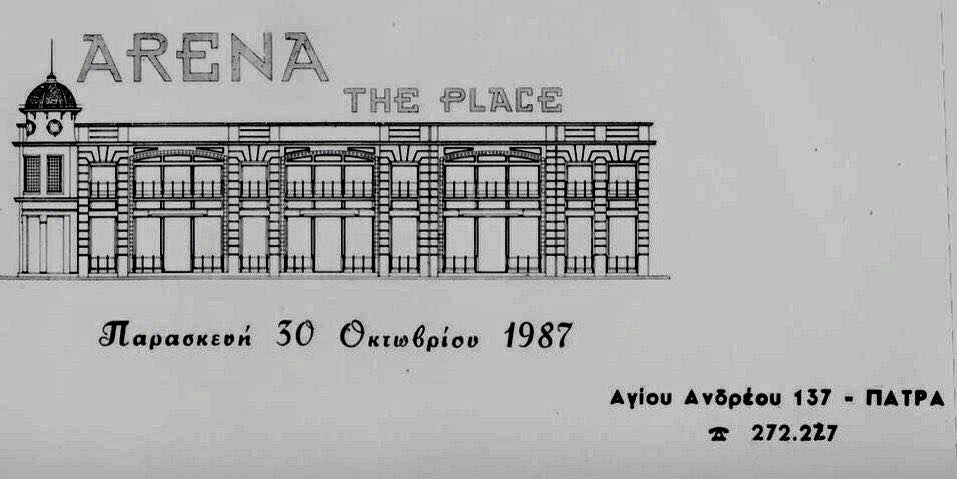 ARENA
THE PLACE
Παρασκευή 30 Οκτωβρίου 1987
Αγίου Ανδρέου 137 - ΠΑΤΡΑ
☎ 272.227